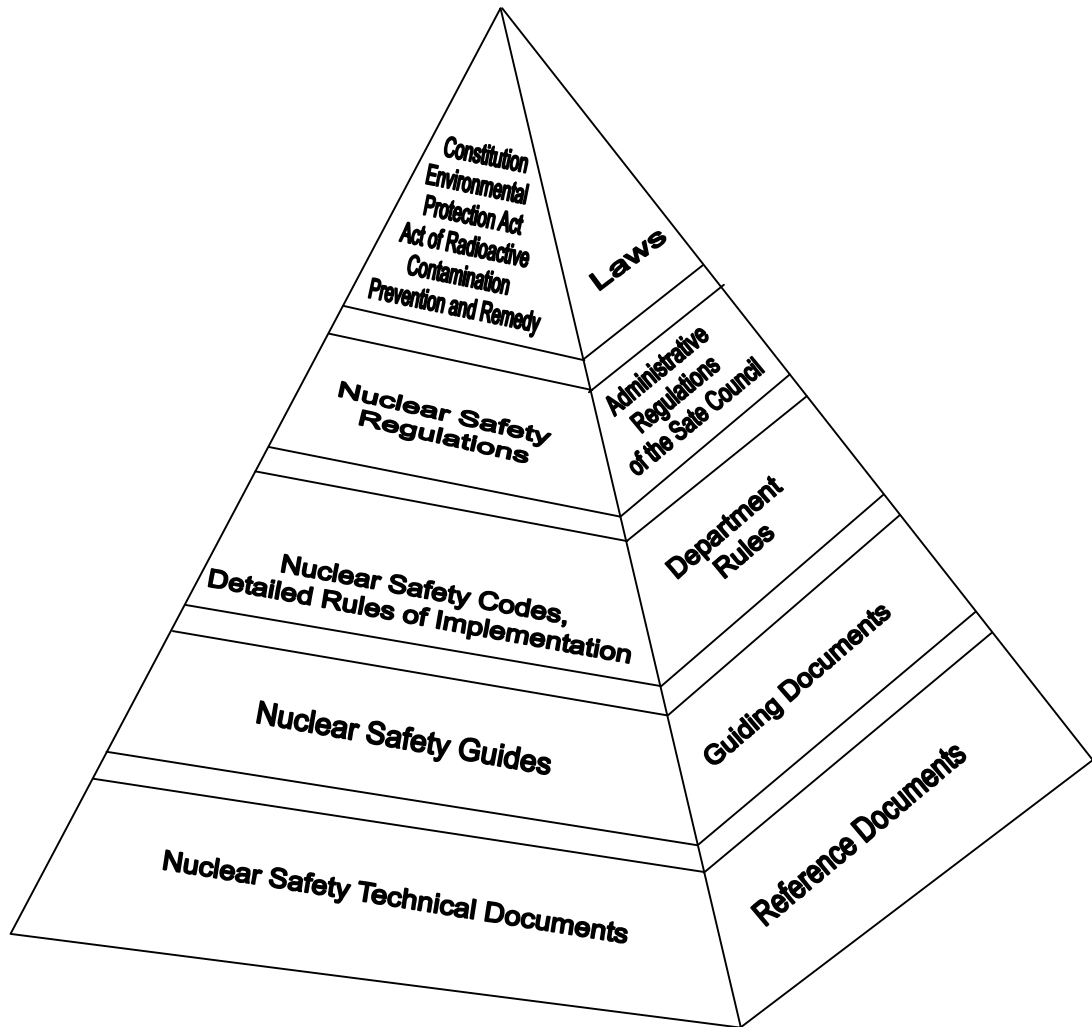 Constitution
Environmental
Protection Act
Act of Radioactive
Contamination
Prevention and Remedy
Laws
Nuclear Safety
Regulations
Administrative
Regulations
of the Sate Council
Nuclear Safety Codes,
Detailed Rules of Implementation
Department
Rules
Nuclear Safety Guides
Guiding Documents
Nuclear Safety Technical Documents
Reference Documents